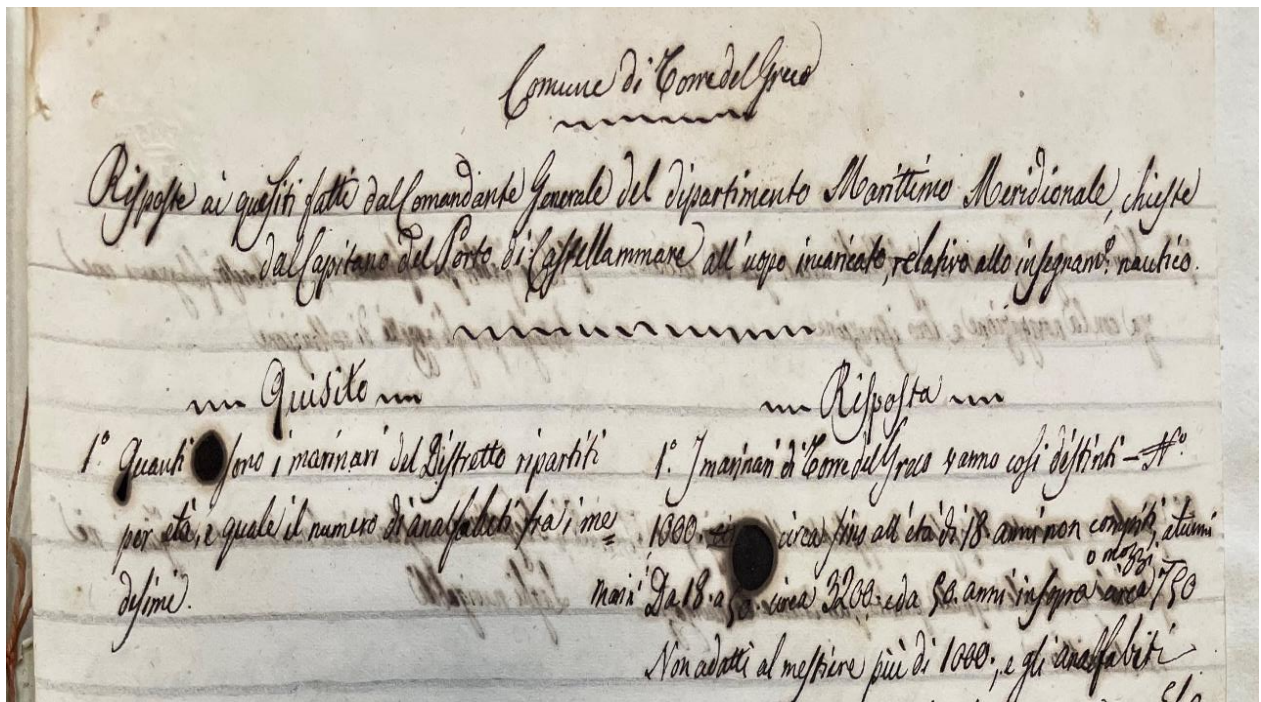 Comune di Torre del Greco
Risposte ai quesiti fatti dal Comandante Generale del dipartimento Marittimo Meridionale, chieste
dal Capitano del Porto di Castellammare all'uopo incaricato, relativo allo insegnam.º nautico.
Quisito
Risposta
1.º Quanti sono i marinari del Distretto ripartiti
per età, e quale il numero di analfabeti fra i me=
desimi.
1.º I marinari di Torre del Greco vanno così distinti – N.º
1000. circa fino all'età di 18. anni non compiti, alunni
o mozzi.
Da 18. a 50. circa 3200. e da 50. anni in sopra circa 750
Non adatti al mestiere più di 1000., e gli analfabeti